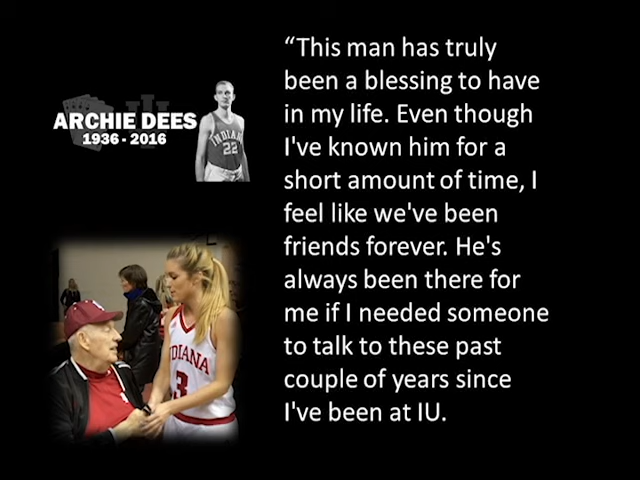 ARCHIE DEES
1936 - 2016
INDIANA
22
INDIANA
3
“This man has truly
been a blessing to have
in my life. Even though
I've known him for a
short amount of time, I
feel like we've been
friends forever. He's
always been there for
me if I needed someone
to talk to these past
couple of years since
I've been at IU.